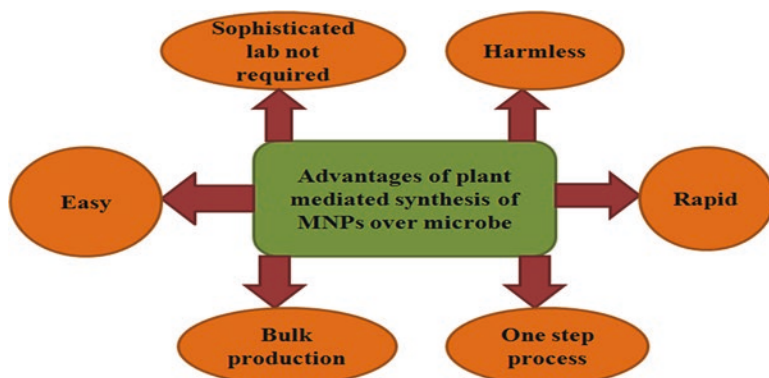 Sophisticated
lab not
required
Harmless
Easy
Advantages of plant
mediated synthesis of
MNPs over microbe
Rapid
Bulk
production
One step
process